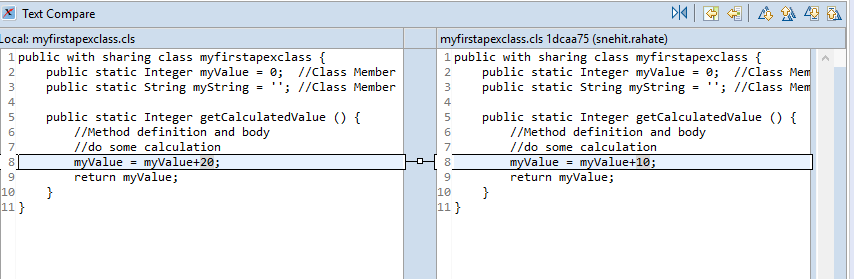 Text Compare
Local: myfirstapexclass.cls
1 public with sharing class myfirstapexclass {
2     public static Integer myValue = 0;  //Class Member
3     public static String myString = ''; //Class Member
4
5     public static Integer getCalculatedValue () {
6         //Method definition and body
7         //do some calculation
8         myValue = myValue+20;
9         return myValue;
10     }
11 }
myfirstapexclass.cls 1dcaa75 (snehit.rahate)
1 public with sharing class myfirstapexclass {
2     public static Integer myValue = 0;  //Class Mem
3     public static String myString = ''; //Class Mem
4
5     public static Integer getCalculatedValue () {
6         //Method definition and body
7         //do some calculation
8         myValue = myValue+10;
9         return myValue;
10     }
11 }